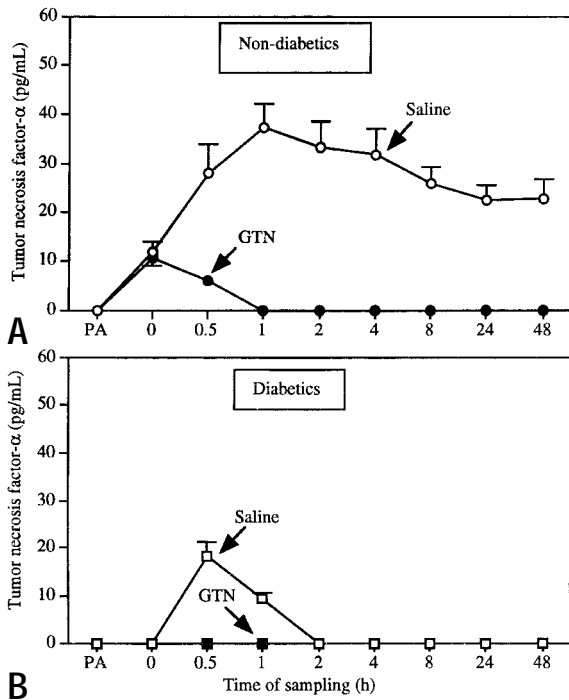 60
Non-diabetics
50
Saline
40
30
20
GTN
10
0
Tumor necrosis factor-α (pg/mL)
PA 0 0.5 1 2 4 8 24 48
A
60
Diabetics
50
40
30
Saline
20
GTN
10
0
Tumor necrosis factor-α (pg/mL)
PA 0 0.5 1 2 4 8 24 48
Time of sampling (h)
B